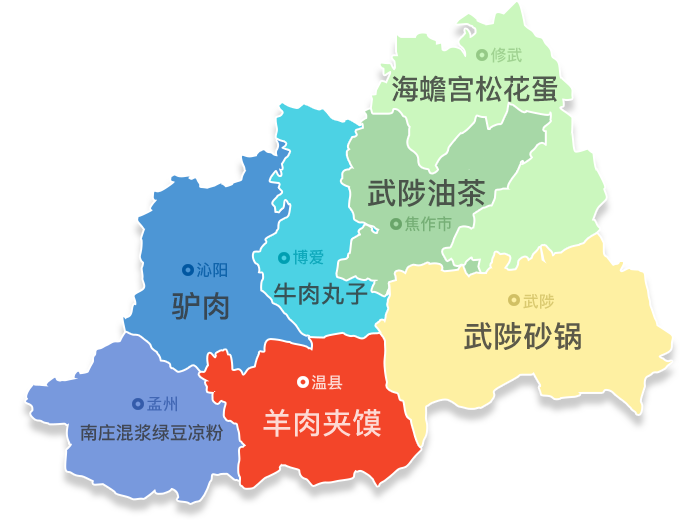 修武
海蟾宫松花蛋
武陟油茶
焦作市
博爱
牛肉丸子
沁阳
驴肉
武陟
武陟砂锅
温县
羊肉夹馍
孟州
南庄混浆绿豆凉粉